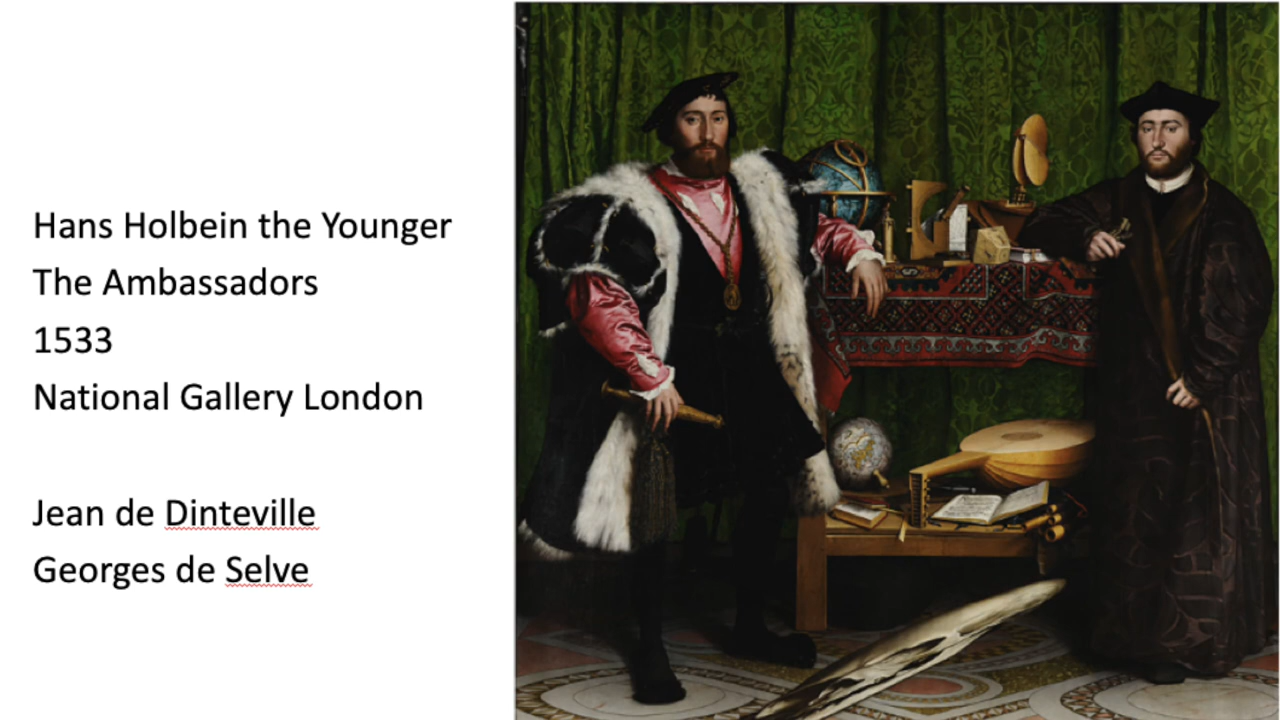 Hans Holbein the Younger
The Ambassadors
1533
National Gallery London
Jean de Dinteville
Georges de Selve